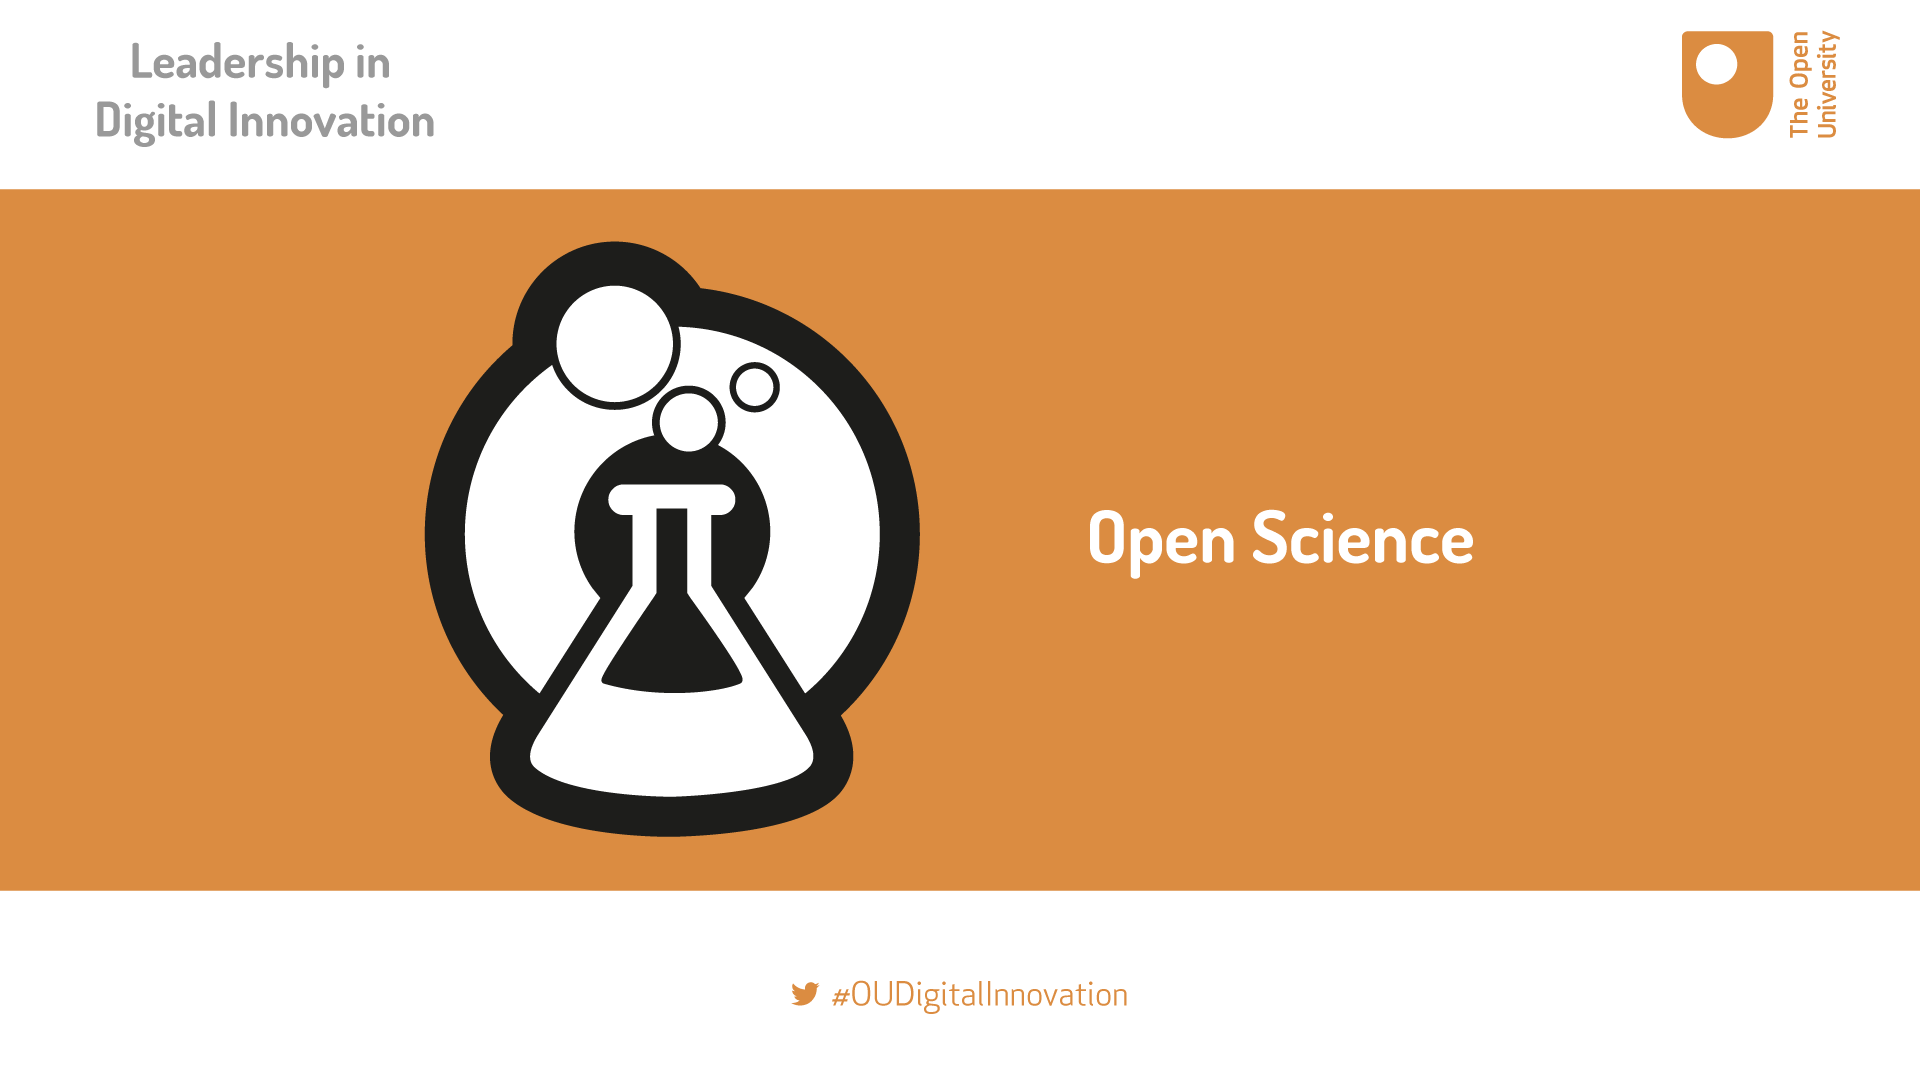 Leadership in
Digital Innovation
The Open
University
Open Science
#OUDigitalInnovation